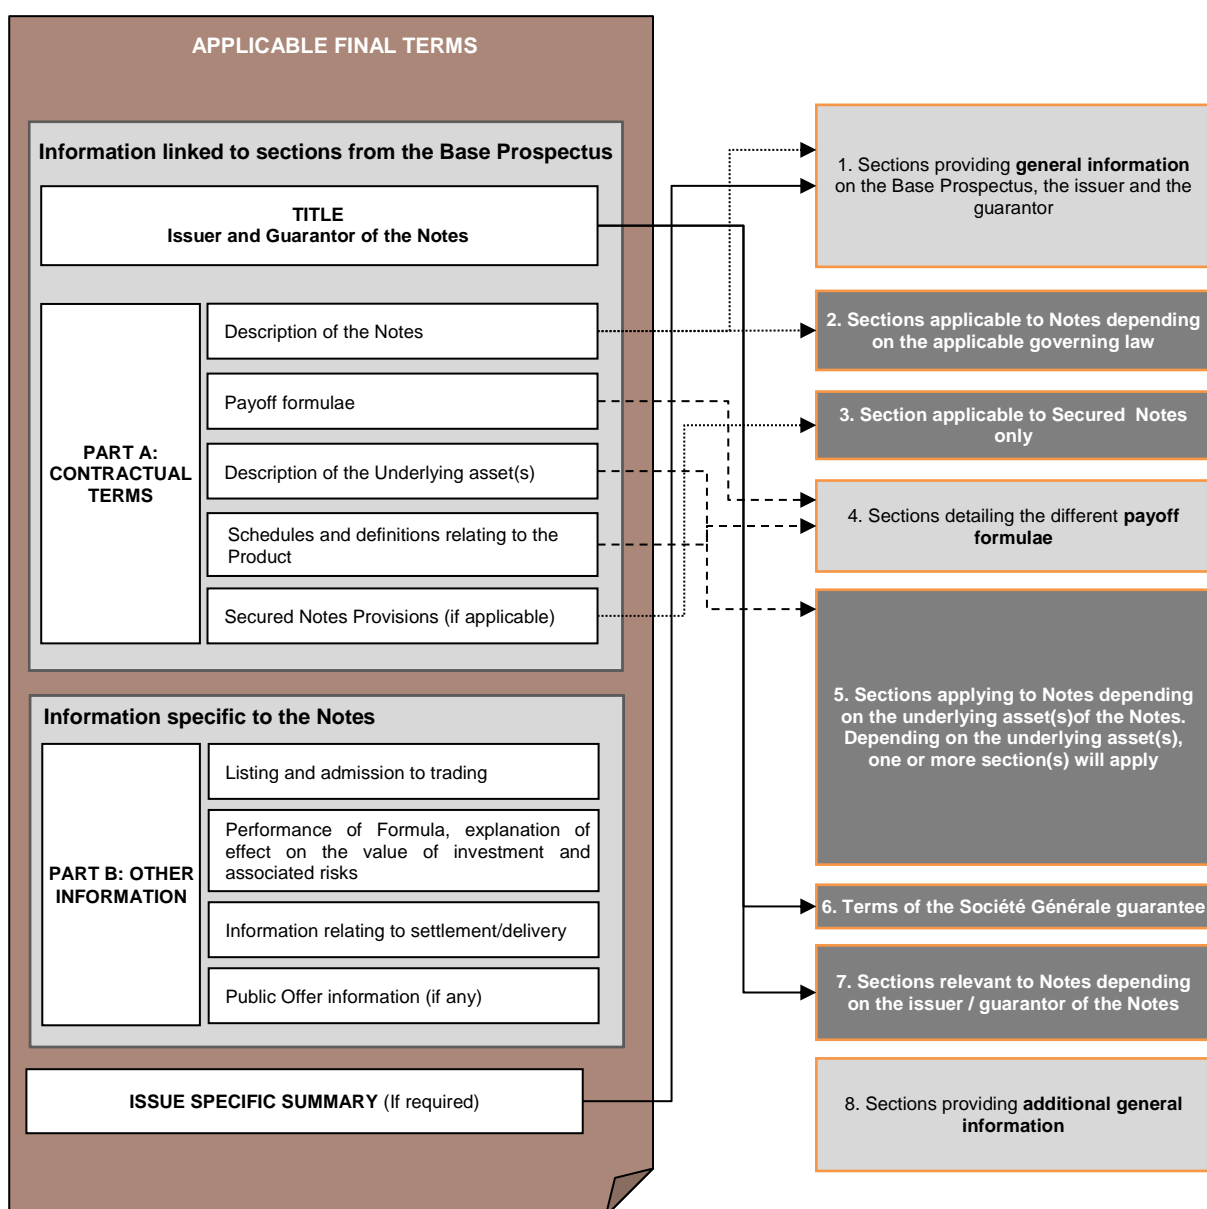 APPLICABLE FINAL TERMS
Information linked to sections from the Base Prospectus
TITLE
Issuer and Guarantor of the Notes
PART A:
CONTRACTUAL
TERMS
Description of the Notes
Payoff formulae
Description of the Underlying asset(s)
Schedules and definitions relating to the
Product
Secured Notes Provisions (if applicable)
Information specific to the Notes
PART B: OTHER
INFORMATION
Listing and admission to trading
Performance of Formula, explanation of
effect on the value of investment and
associated risks
Information relating to settlement/delivery
Public Offer information (if any)
ISSUE SPECIFIC SUMMARY (If required)
1. Sections providing general information
on the Base Prospectus, the issuer and the
guarantor
2. Sections applicable to Notes depending
on the applicable governing law
3. Section applicable to Secured Notes
only
4. Sections detailing the different payoff
formulae
5. Sections applying to Notes depending
on the underlying asset(s)of the Notes.
Depending on the underlying asset(s),
one or more section(s) will apply
6. Terms of the Société Générale guarantee
7. Sections relevant to Notes depending
on the issuer / guarantor of the Notes
8. Sections providing additional general
information